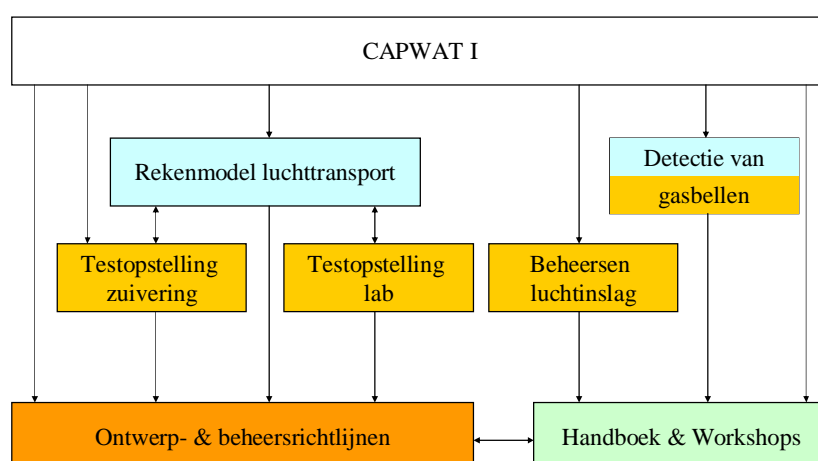 CAPWAT I
Rekenmodel luchttransport
Detectie van
gasbellen
Testopstelling
zuivering
Testopstelling
lab
Beheersen
luchtinslag
Ontwerp- & beheersrichtlijnen
Handboek & Workshops